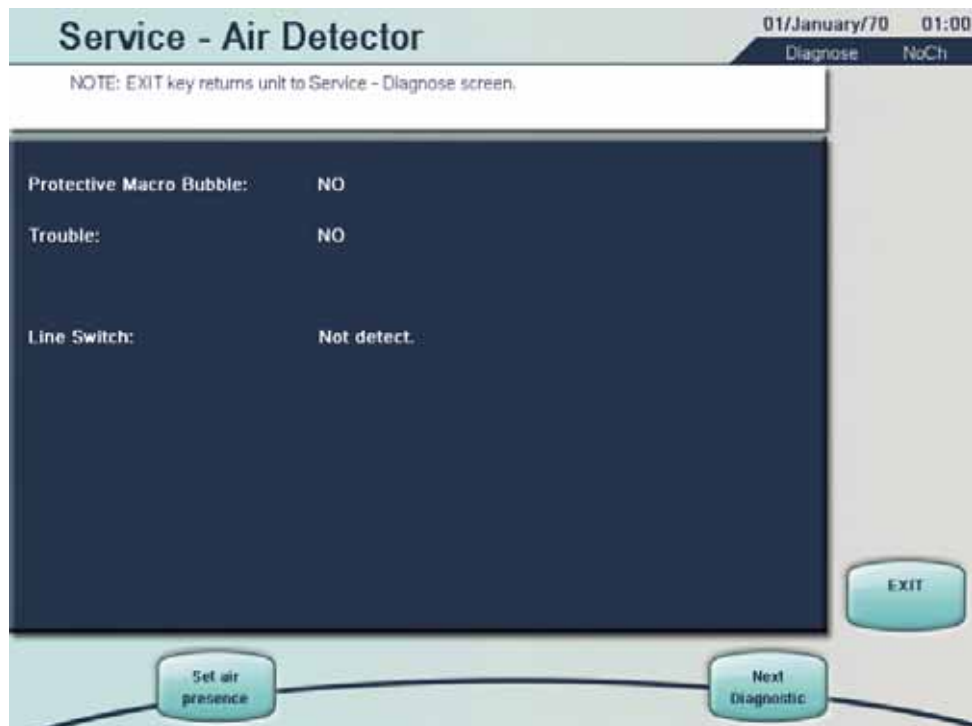 Service - Air Detector
01/January/70 01:00
Diagnose NoCh
NOTE: EXIT key returns unit to Service - Diagnose screen.
Protective Macro Bubble: NO
Trouble: NO
Line Switch: Not detect.
EXIT
Set air
presence
Next
Diagnostic